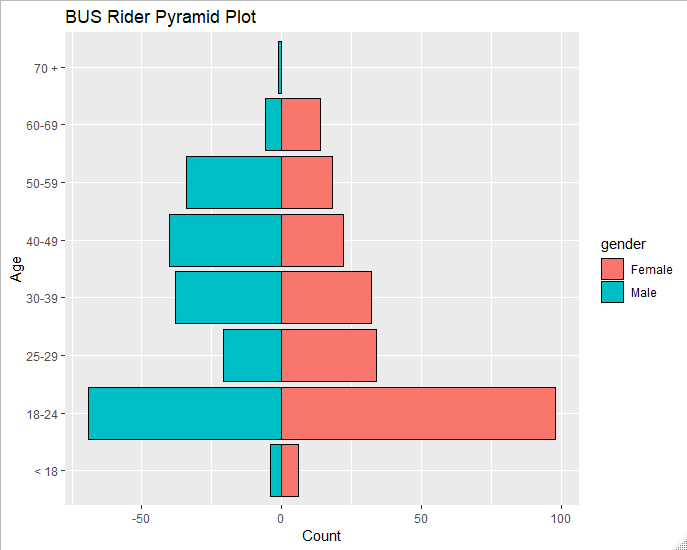 BUS Rider Pyramid Plot
70 +
60-69
50-59
40-49
30-39
25-29
18-24
< 18
Age
-50 0 50 100
Count
gender
Female
Male